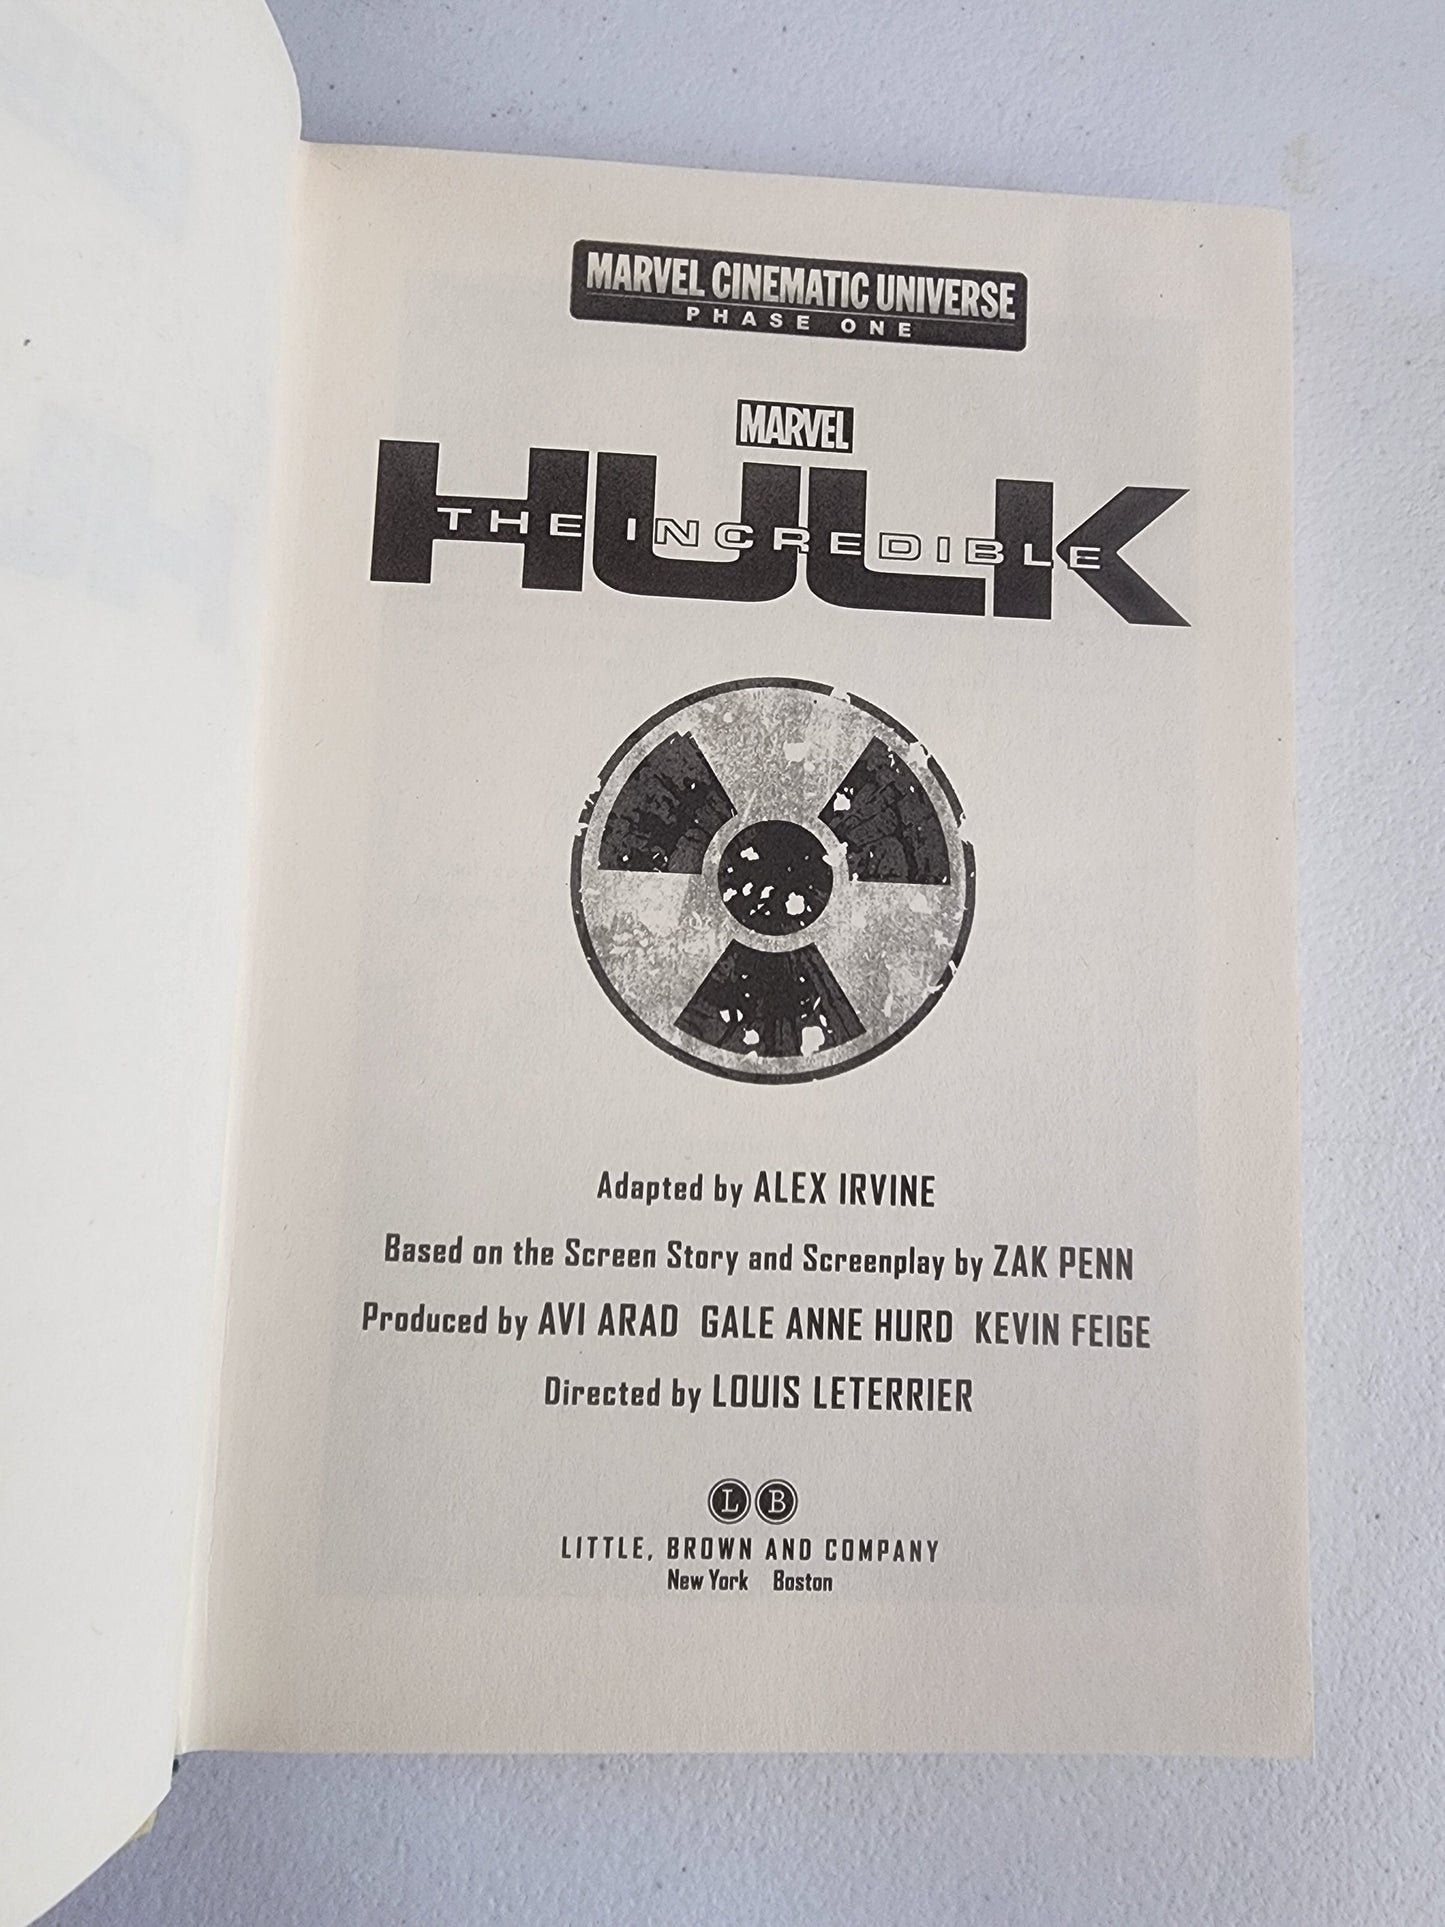 MARVEL CINEMATIC UNIVERSE
PHASE ONE
MARVEL
THE INCREDIBLE
HULK
Adapted by ALEX IRVINE
Based on the Screen Story and Screenplay by ZAK PENN
Produced by AVI ARAD GALE ANNE HURD KEVIN FEIGE
Directed by LOUIS LETERRIER
L B
LITTLE, BROWN AND COMPANY
New York Boston